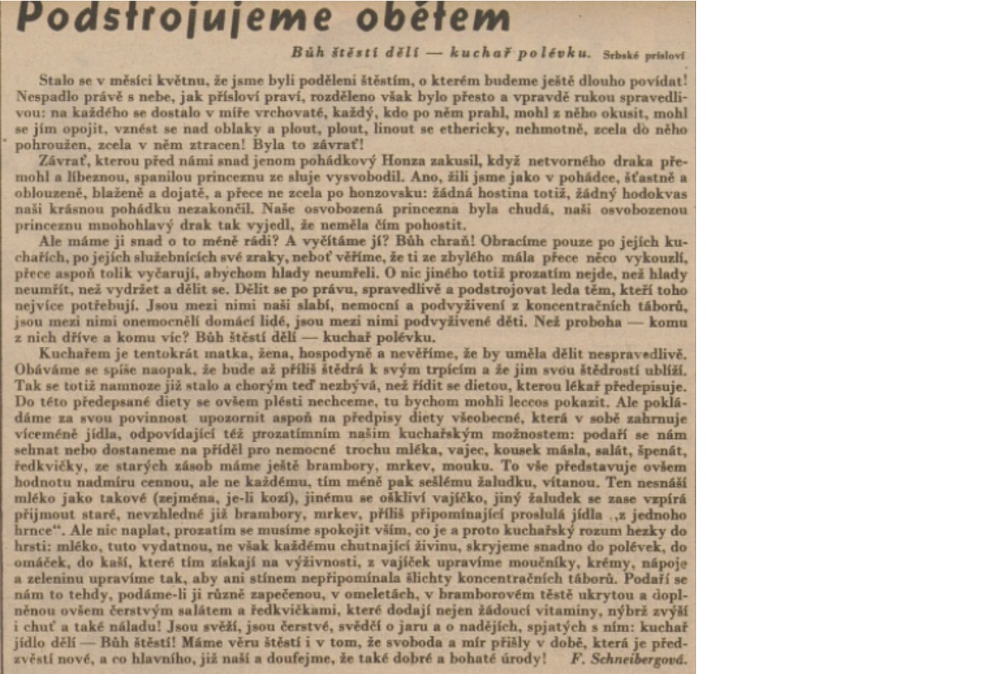 Podstrojujeme obětem
Bůh štěstí dělí — kuchař polévku. Srbské prísloví
Stalo se v měsíci květnu, že jsme byli poděleni štěstím, o kterém budeme ještě dlouho povídat!
Nespadlo právě s nebe, jak přísloví praví, rozděleno však bylo přesto a vpravdě rukou spravedli-
vou: na každého se dostalo v míře vrchovaté, každý, kdo po něm prahl, mohl z něho okusit, mohl
se jím opojit, vznést se nad oblaky a plout, plout, linout se ethericky, nehmotně, zcela do něho
pohroužen, zcela v něm ztracen! Byla to závrať!
Závrať, kterou před námi snad jenom pohádkový Honza zakusil, když netvorného draka pře-
mohl a líbeznou, spanilou princeznu ze sluje vysvobodil. Ano, žili jsme jako v pohádce, šťastně a
oblouzeně, blaženě a dojatě, a přece ne zcela po honzovsku: žádná hostina totiž, žádný hodokvas
naši krásnou pohádku nezakončil. Naše osvobozená princezna byla chudá, naši osvobozenou
princeznu mnohohlavý drak tak vyjedl, že neměla čím pohostit.
Ale máme ji snad o to méně rádi? A vyčítáme jí? Bůh chraň! Obracíme pouze po jejích ku-
chařích, po jejích služebnících své zraky, neboť věříme, že ti ze zbylého mála přece něco vykouzlí,
přece aspoň tolik vyčarují, abychom hlady neumřeli. O nic jiného totiž prozatím nejde, než hlady
neumřít, než vydržet a dělit se. Dělit se po právu, spravedlivě a podstrojovat leda těm, kteří toho
nejvíce potřebují. Jsou mezi nimi naši slabí, nemocní a podvyživení z koncentračních táborů,
jsou mezi nimi onemocnělí domácí lidé, jsou mezi nimi podvyživené děti. Než proboha — komu
z nich dříve a komu víc? Bůh štěstí dělí — kuchař polévku.
Kuchařem je tentokrát matka, žena, hospodyně a nevěříme, že by uměla dělit nespravedlivě.
Obáváme se spíše naopak, že bude až příliš štědrá k svým trpícím a že jim svou štědrostí ublíží.
Tak se totiž namnoze již stalo a chorým teď nezbývá, než řídit se dietou, kterou lékař předepisuje.
Do této předepsané diety se ovšem plésti nechceme, tu bychom mohli leccos pokazit. Ale poklá-
dáme za svou povinnost upozornit aspoň na předpisy diety všeobecné, která v sobě zahrnuje
víceméně jídla, odpovídající též prozatímním našim kuchařským možnostem: podaří se nám
sehnat nebo dostaneme na příděl pro nemocné trochu mléka, vajec, kousek másla, salát, špenát,
ředkvičky, ze starých zásob máme ještě brambory, mrkev, mouku. To vše představuje ovšem
hodnotu nadmíru cennou, ale ne každému, tím méně pak sešlému žaludku, vítanou. Ten nesnáší
mléko jako takové (zejména, je-li kozí), jinému se oškliví vajíčko, jiný žaludek se zase vzpírá
přijmout staré, nevzhledné již brambory, mrkev, příliš připomínající proslulá jídla „z jednoho
hrnce“. Ale nic naplat, prozatím se musíme spokojit vším, co je a proto kuchařský rozum hezky do
hrsti: mléko, tuto vydatnou, ne však každému chutnající živinu, skryjeme snadno do polévek, do
omáček, do kaší, které tím získají na výživnosti, z vajíček upravíme moučníky, krémy, nápoje
a zeleninu upravíme tak, aby ani stínem nepřipomínala šlichty koncentračních táborů. Podaří se
nám to tehdy, podáme-li ji různě zapečenou, v omeletách, v bramborovém těstě ukrytou a dopl-
něnou ovšem čerstvým salátem a ředkvičkami, které dodají nejen žádoucí vitaminy, nýbrž zvýší
i chuť a také náladu! Jsou svěží, jsou čerstvé, svědčí o jaru a o nadějích, spjatých s ním: kuchař
jídlo dělí — Bůh štěstí! Máme věru štěstí i v tom, že svoboda a mír přišly v době, která je před-
zvěstí nové, a co hlavního, již naší a doufejme, že také dobré a bohaté úrody! F. Schneibergová.